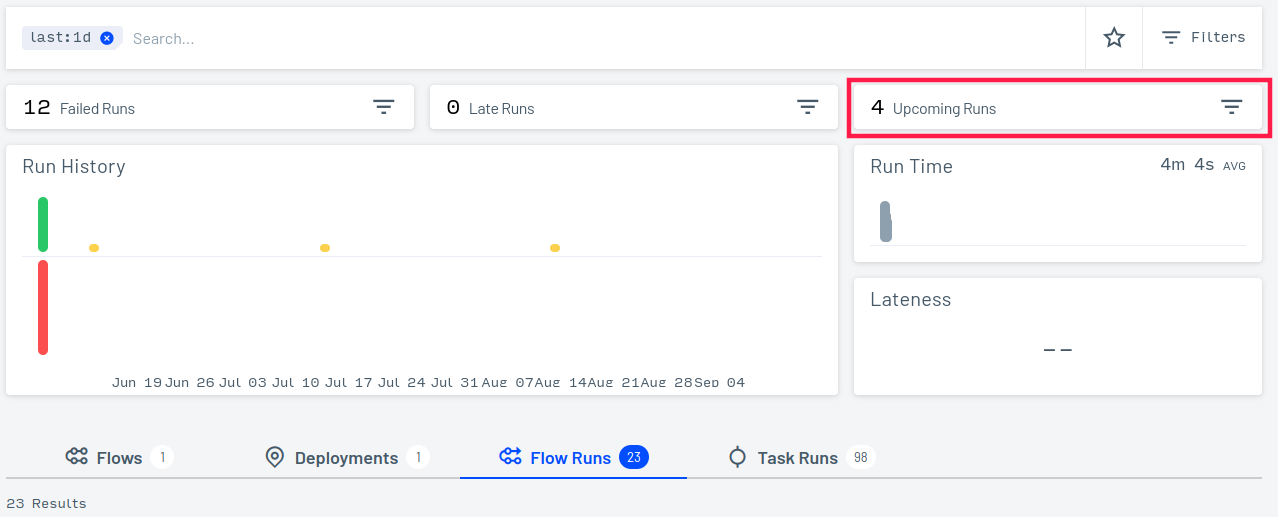 last:1d Search... Filters
12 Failed Runs 0 Late Runs 4 Upcoming Runs
Run History
Run Time 4m 4s AVG
Lateness
--
Jun 19 Jun 26 Jul 03 Jul 10 Jul 17 Jul 24 Jul 31 Aug 07 Aug 14 Aug 21 Aug 28 Sep 04
Flows 1 Deployments 1 Flow Runs 23 Task Runs 98
23 Results